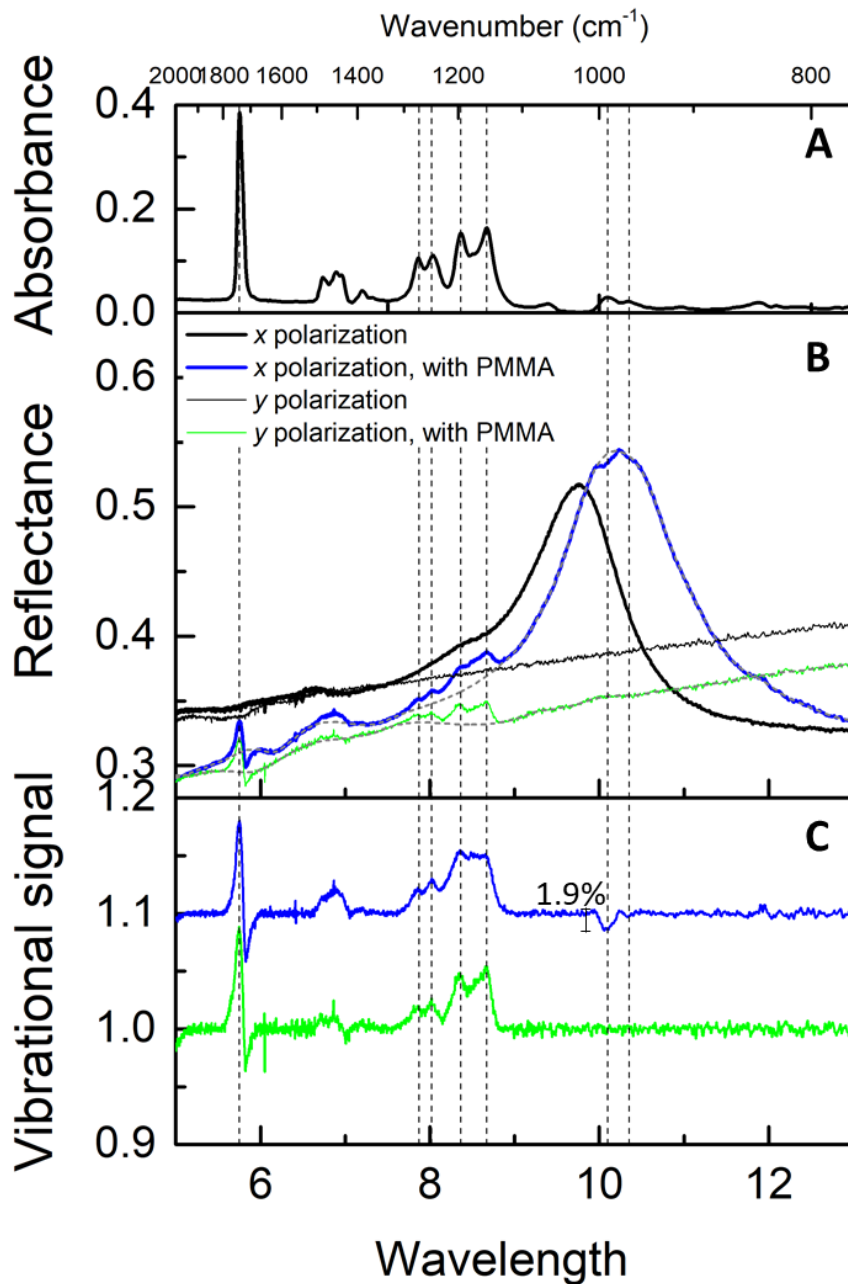 Wavenumber (cm⁻¹)
2000 1800 1600 1400 1200 1000 800
Absorbance
0.4
A
0.2
0.0
Reflectance
x polarization
B
x polarization, with PMMA
0.6
y polarization
y polarization, with PMMA
0.5
0.4
0.3
Vibrational signal
1.2
C
1.9%
1.1
1.0
0.9
6 8 10 12
Wavelength